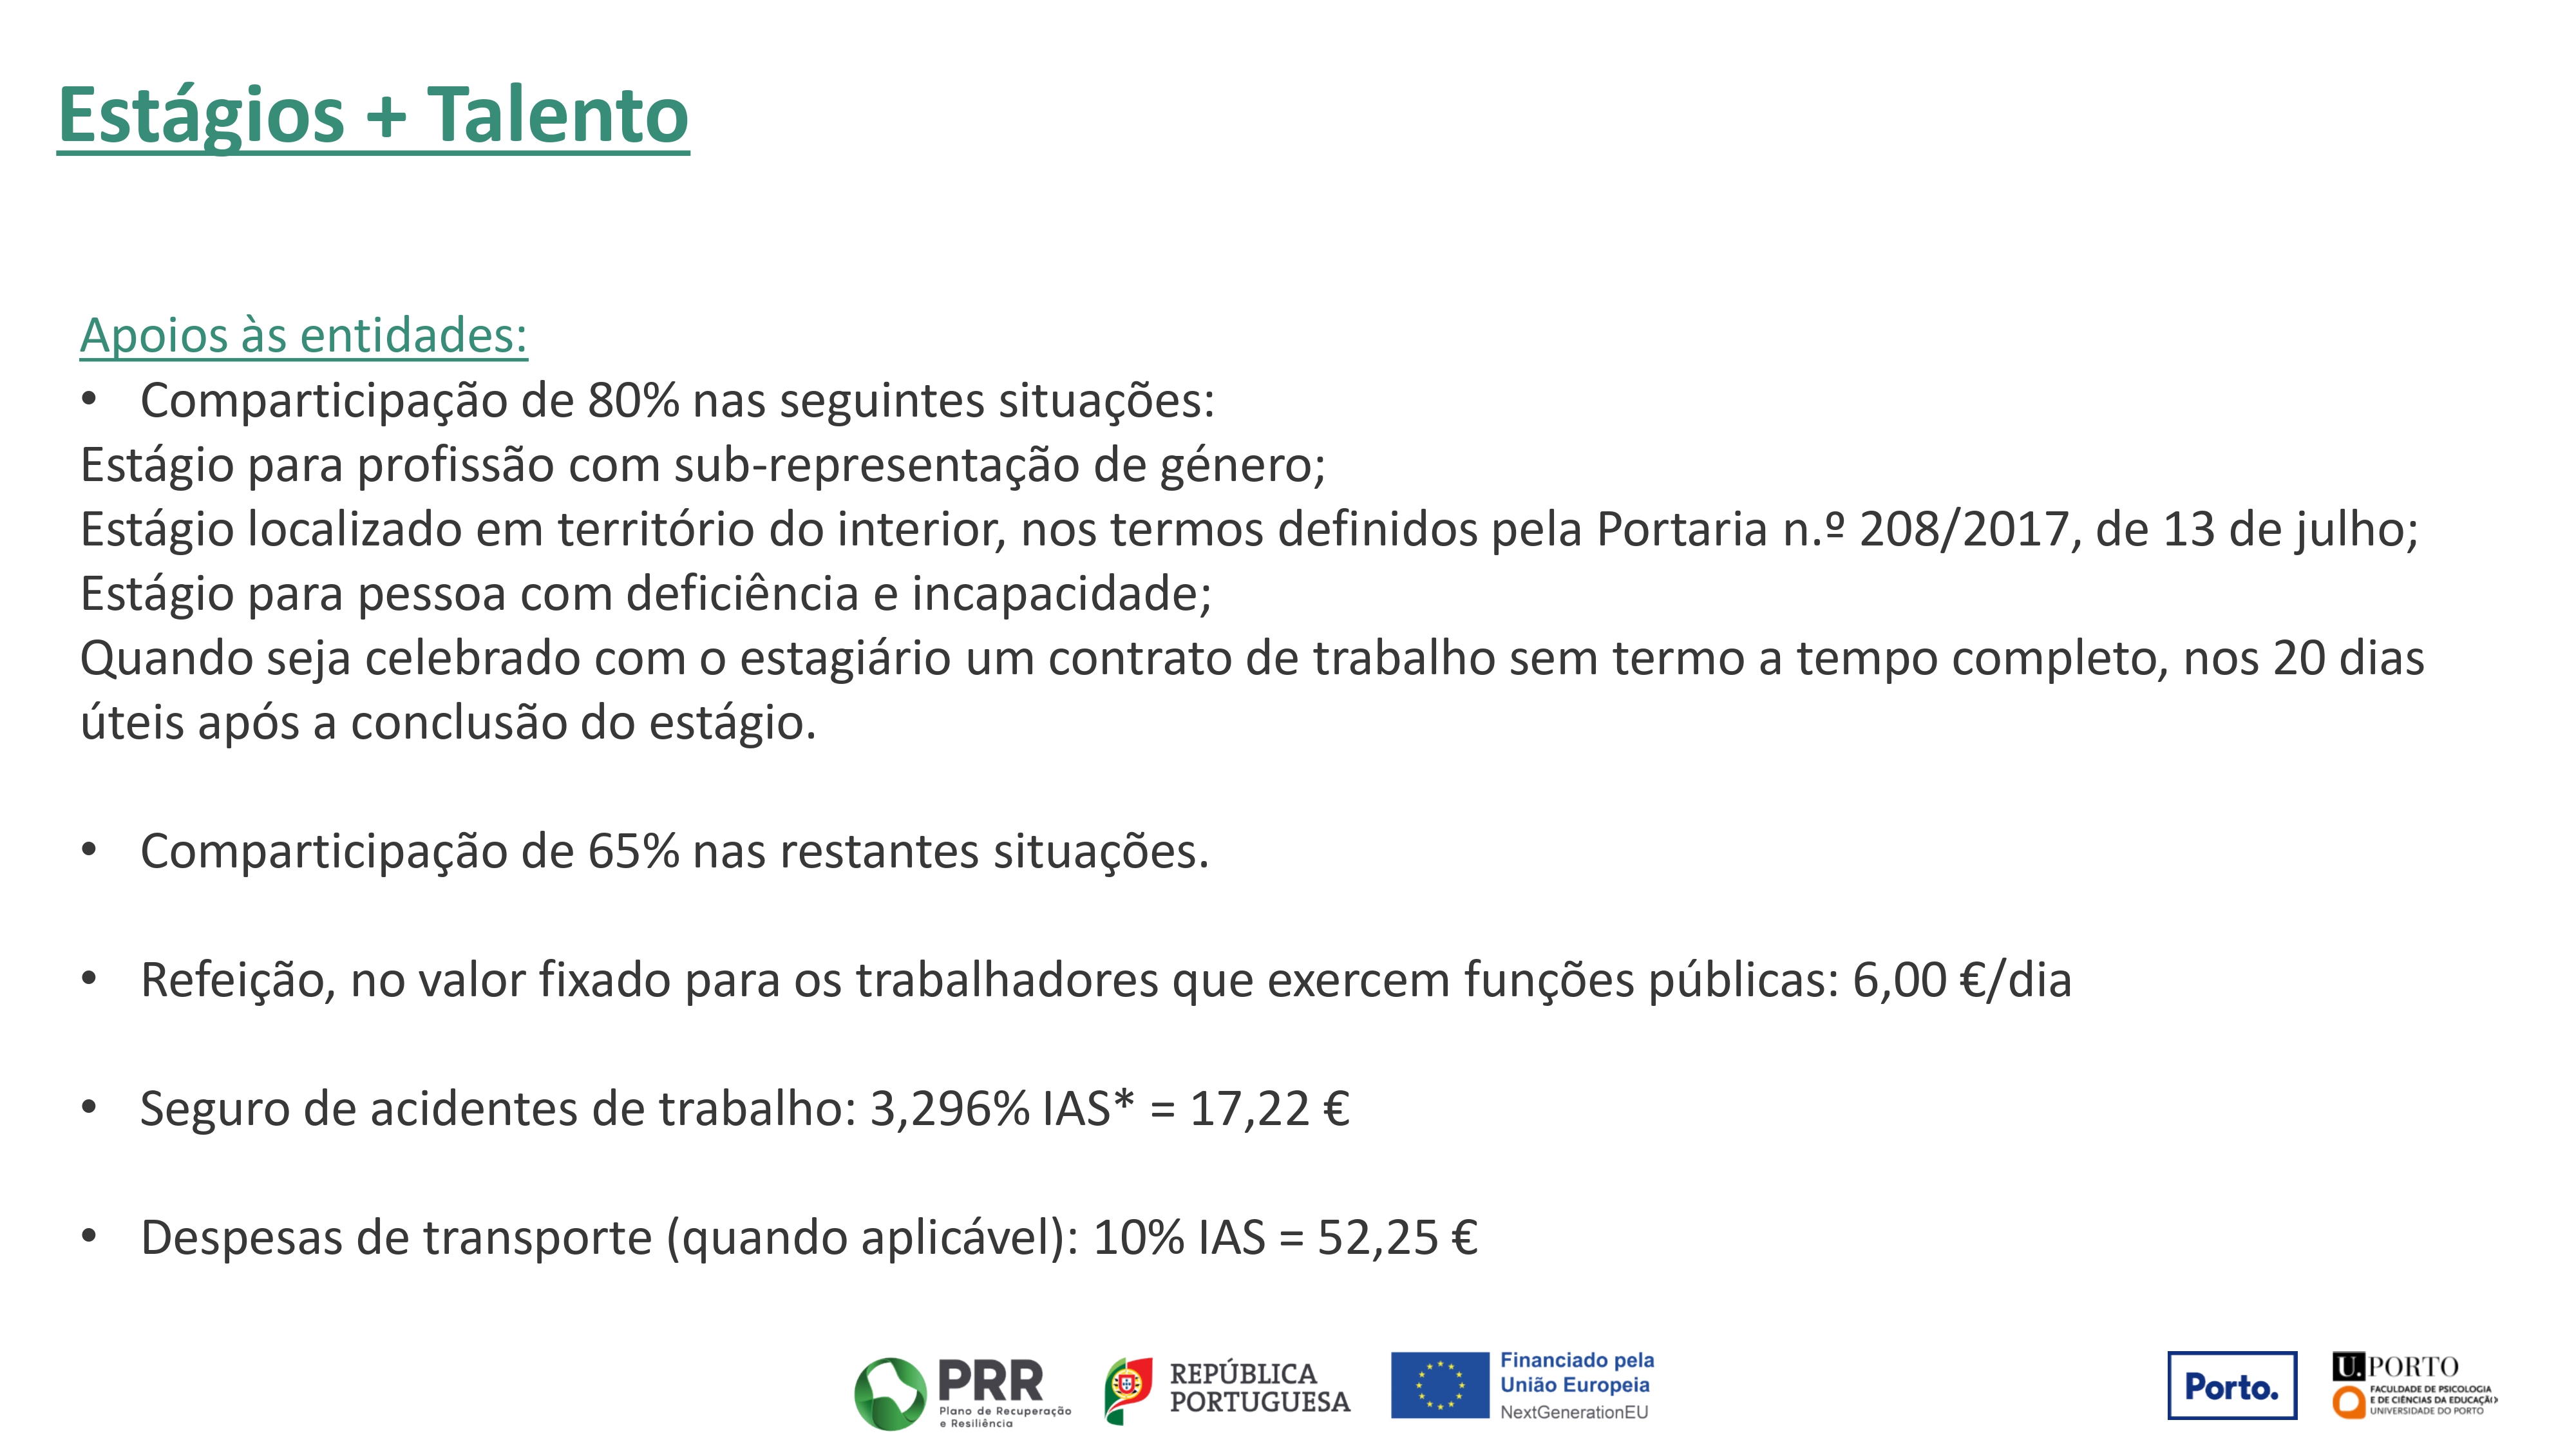 Estágios + Talento
Apoios às entidades:
• Comparticipação de 80% nas seguintes situações:
Estágio para profissão com sub-representação de género;
Estágio localizado em território do interior, nos termos definidos pela Portaria n.º 208/2017, de 13 de julho;
Estágio para pessoa com deficiência e incapacidade;
Quando seja celebrado com o estagiário um contrato de trabalho sem termo a tempo completo, nos 20 dias
úteis após a conclusão do estágio.
• Comparticipação de 65% nas restantes situações.
• Refeição, no valor fixado para os trabalhadores que exercem funções públicas: 6,00 €/dia
• Seguro de acidentes de trabalho: 3,296% IAS* = 17,22 €
• Despesas de transporte (quando aplicável): 10% IAS = 52,25 €
PRR
Plano de Recuperação
e Resiliência
REPÚBLICA
PORTUGUESA
Financiado pela
União Europeia
NextGenerationEU
Porto.
U.PORTO
FACULDADE DE PSICOLOGIA
E DE CIÊNCIAS DA EDUCAÇÃO
UNIVERSIDADE DO PORTO